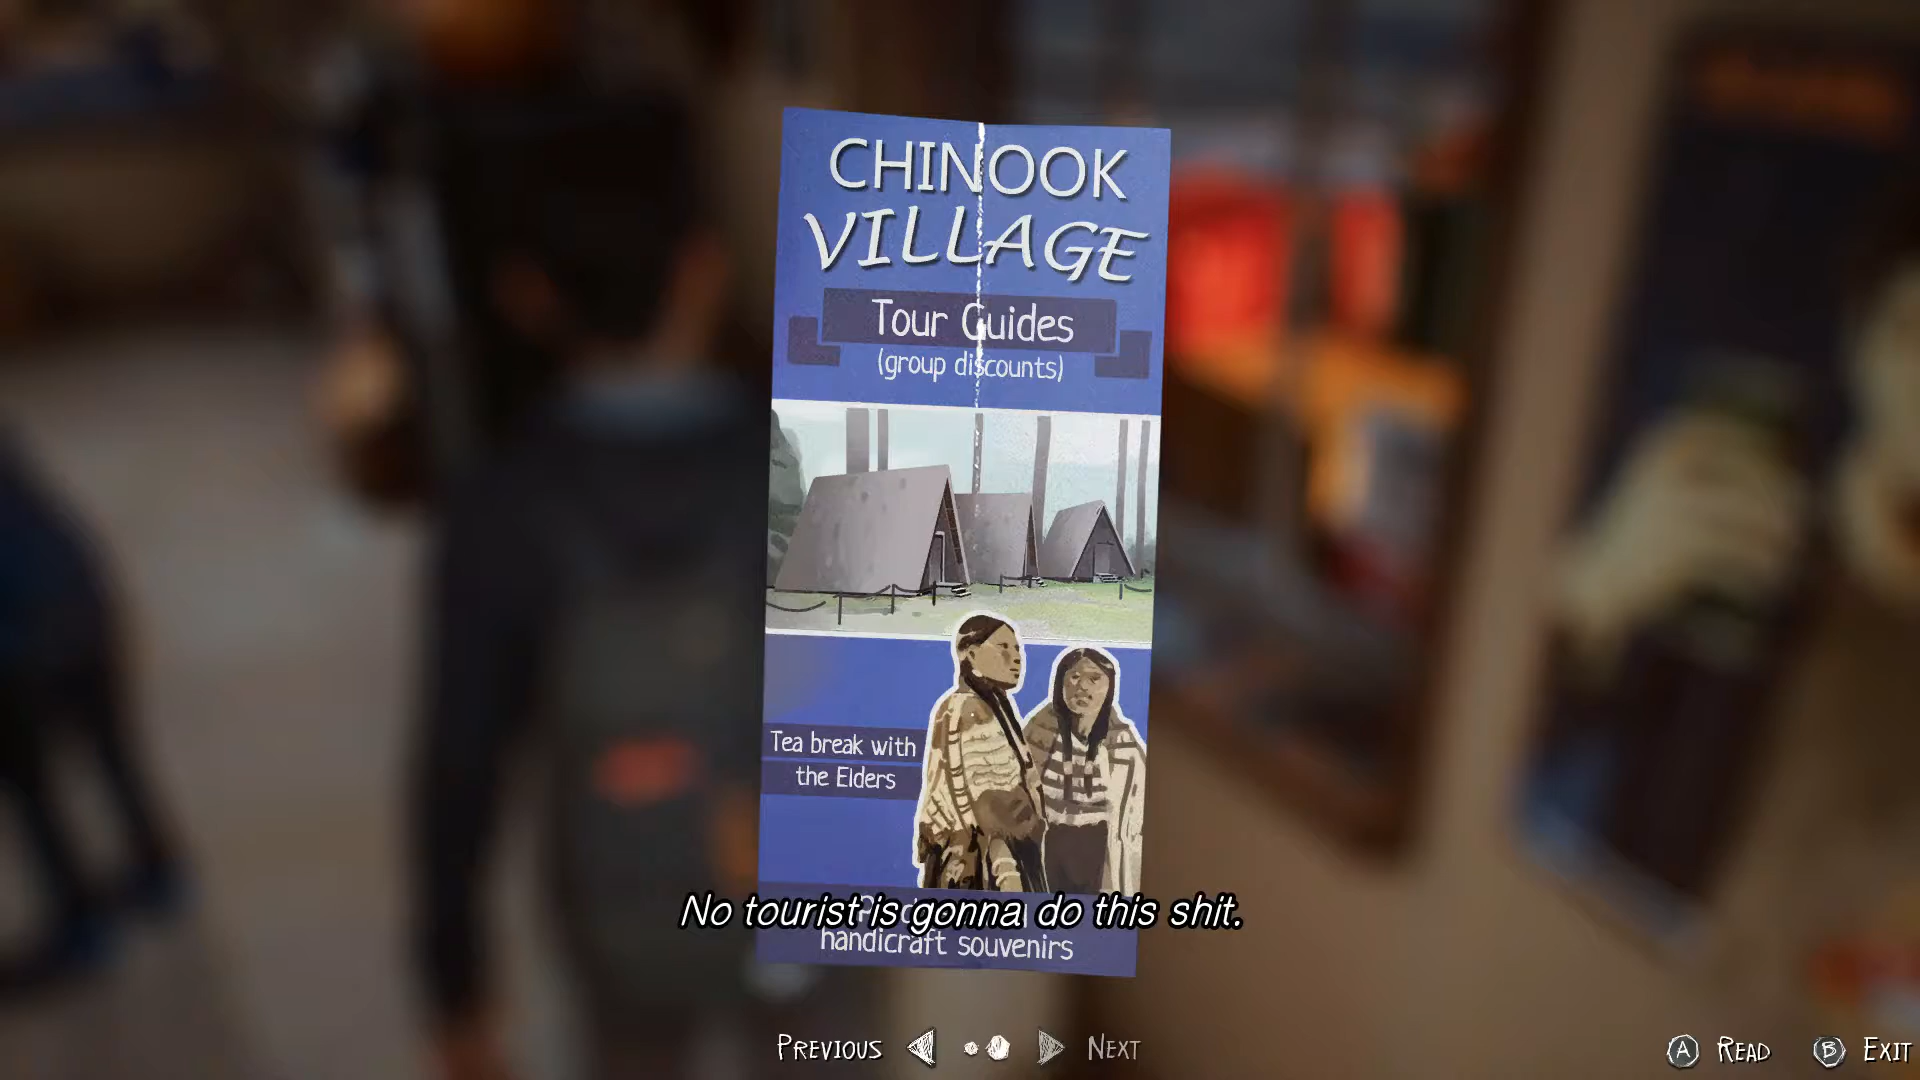 CHINOOK
VILLAGE
Tour Guides
(group discounts)
Tea break with
the Elders
No tourist is gonna do this shit.
handicraft souvenirs
PREVIOUS
NEXT
A READ
B EXIT